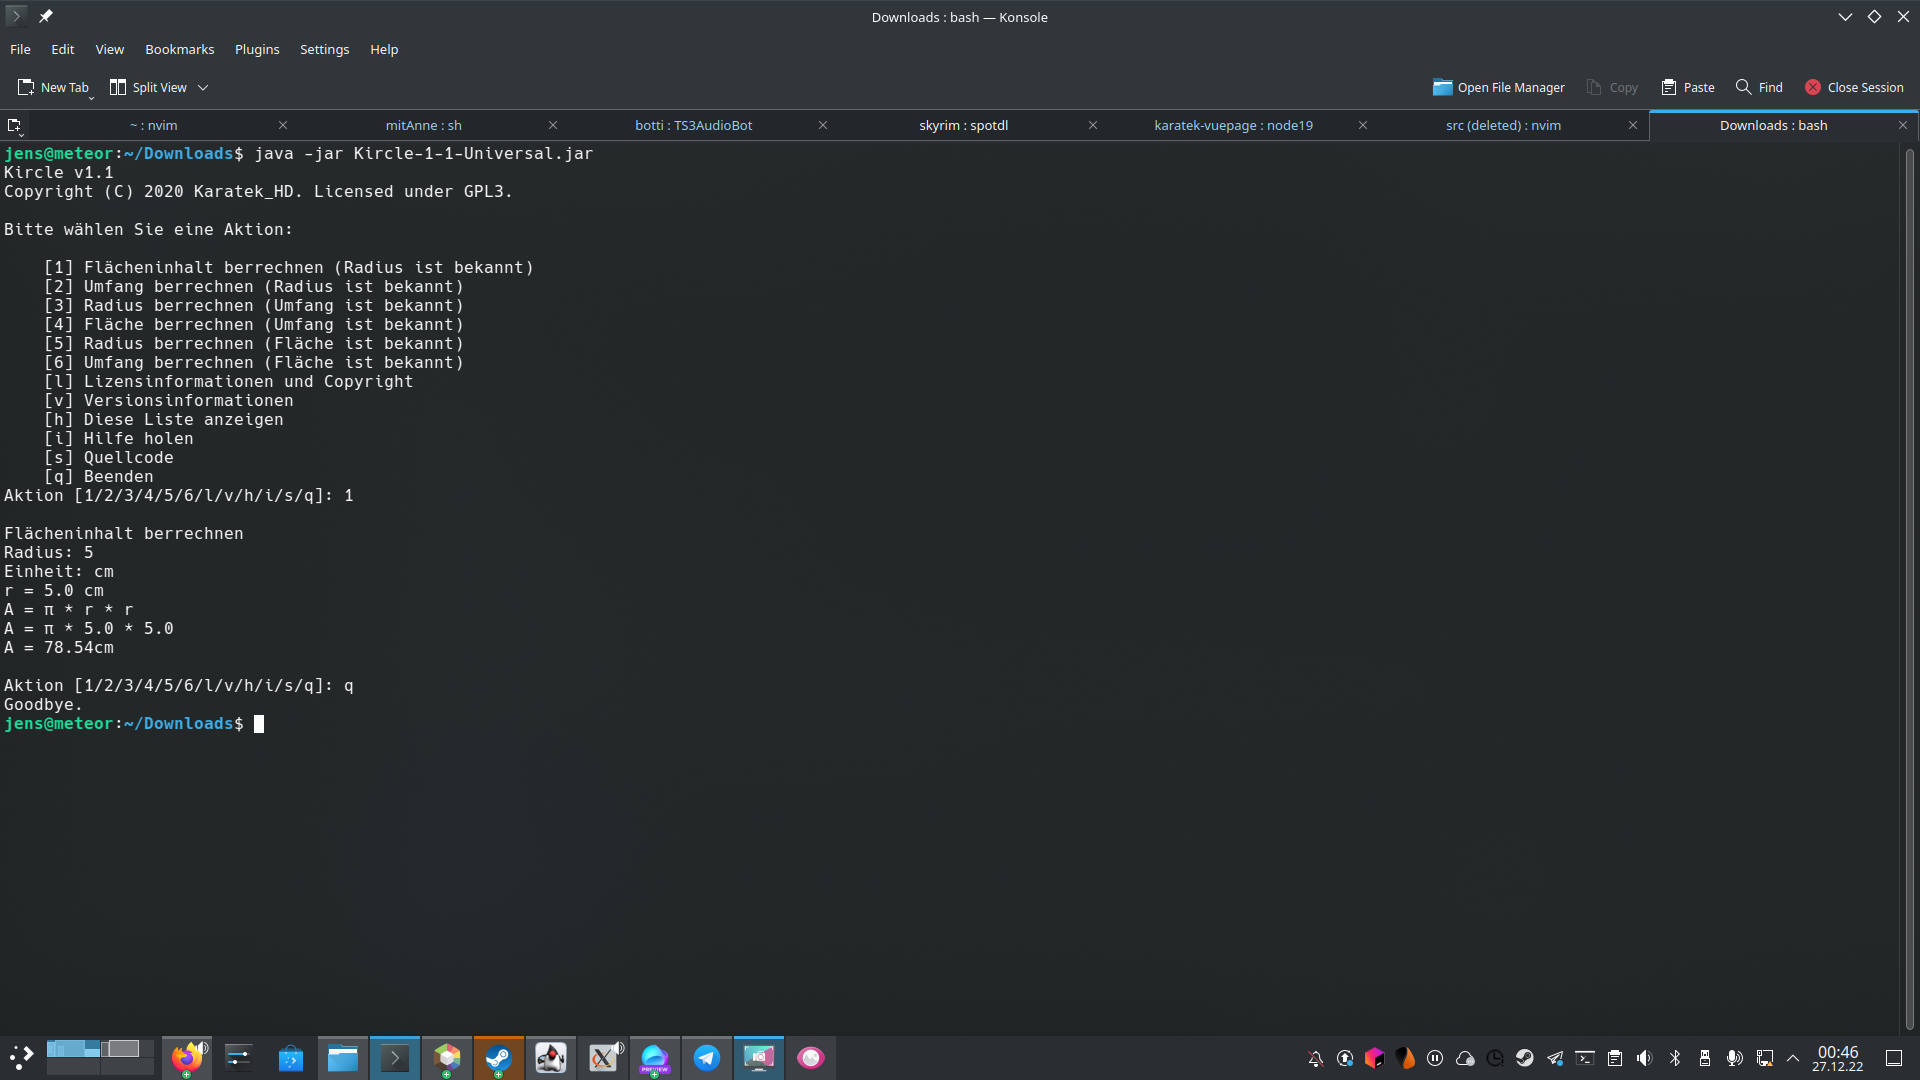 Downloads : bash — Konsole
File Edit View Bookmarks Plugins Settings Help
New Tab Split View Open File Manager Copy Paste Find Close Session
~ : nvim mitAnne : sh botti : TS3AudioBot skyrim : spotdl karatek-vuepage : node19 src (deleted) : nvim Downloads : bash
jens@meteor:~/Downloads$ java -jar Kircle-1-1-Universal.jar
Kircle v1.1
Copyright (C) 2020 Karatek_HD. Licensed under GPL3.
Bitte wählen Sie eine Aktion:
[1] Flächeninhalt berrechnen (Radius ist bekannt)
[2] Umfang berrechnen (Radius ist bekannt)
[3] Radius berrechnen (Umfang ist bekannt)
[4] Fläche berrechnen (Umfang ist bekannt)
[5] Radius berrechnen (Fläche ist bekannt)
[6] Umfang berrechnen (Fläche ist bekannt)
[l] Lizensinformationen und Copyright
[v] Versionsinformationen
[h] Diese Liste anzeigen
[i] Hilfe holen
[s] Quellcode
[q] Beenden
Aktion [1/2/3/4/5/6/l/v/h/i/s/q]: 1
Flächeninhalt berrechnen
Radius: 5
Einheit: cm
r = 5.0 cm
A = π * r * r
A = π * 5.0 * 5.0
A = 78.54cm
Aktion [1/2/3/4/5/6/l/v/h/i/s/q]: q
Goodbye.
jens@meteor:~/Downloads$
PREVIEW
00:46
27.12.22